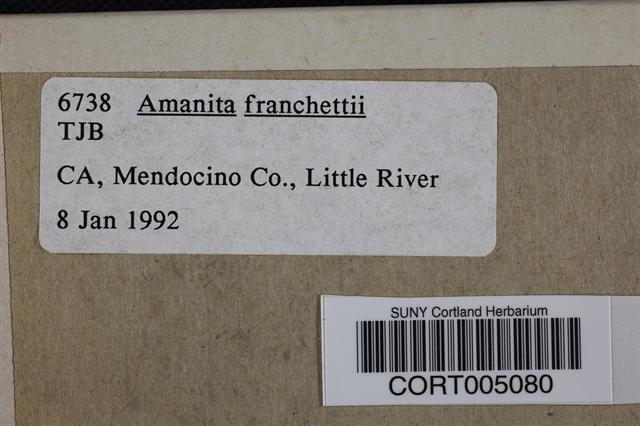 6738 Amanita franchettii
TJB
CA, Mendocino Co., Little River
8 Jan 1992
SUNY Cortland Herbarium
CORT005080